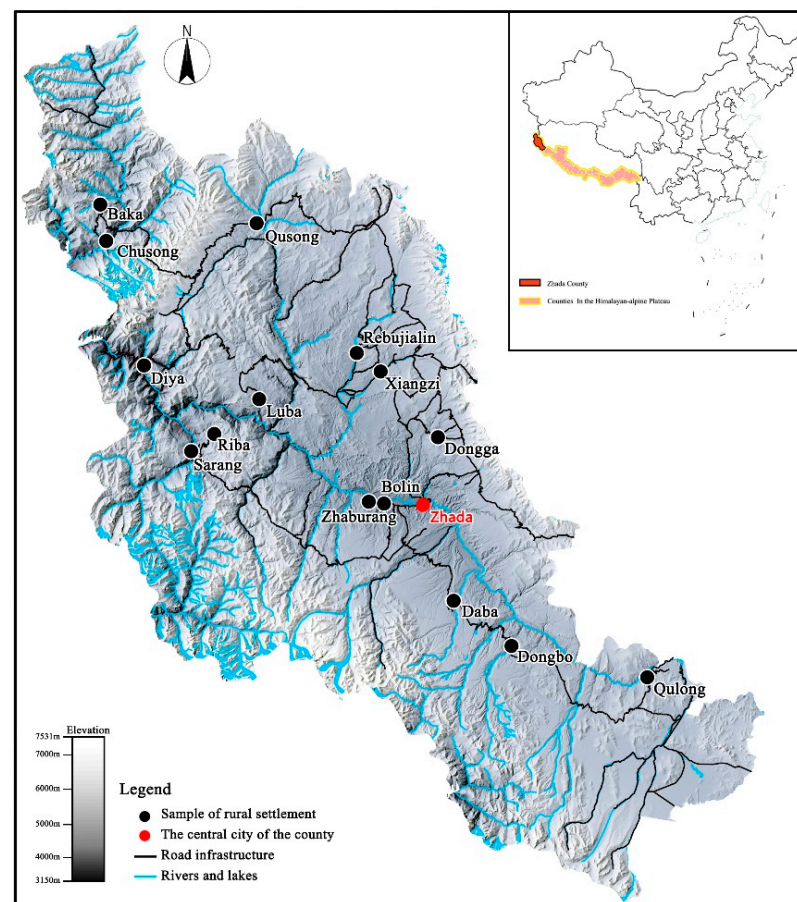 N
Zhada County
Counties In the Himalayan-alpine Plateau
Baka
Chusong
Qusong
Rebujialin
Xiangzi
Diya
Luba
Riba
Sarang
Dongga
Bolin
Zhaburang
Zhada
Daba
Dongbo
Qulong
Elevation
7531m
7000m
6000m
5000m
4000m
3150m
Legend
Sample of rural settlement
The central city of the county
Road infrastructure
Rivers and lakes